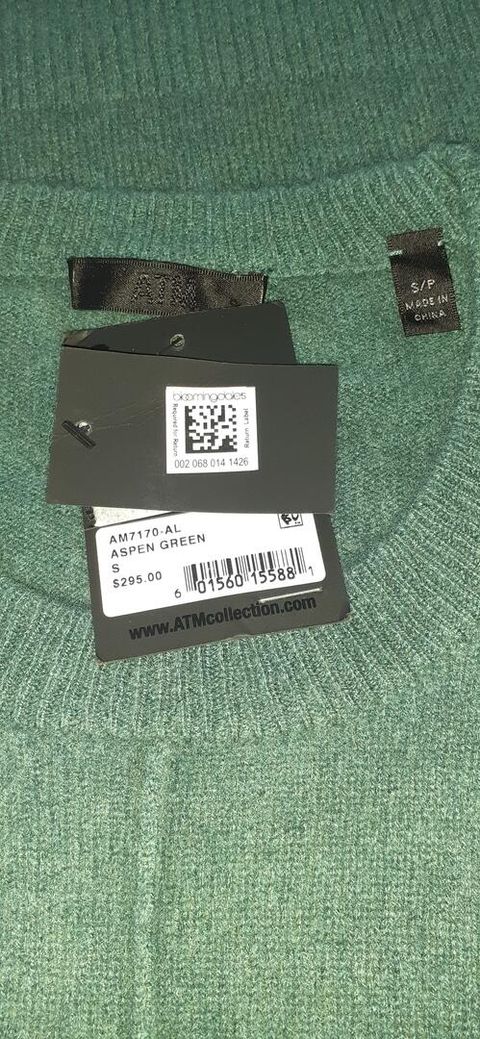 ATM
S/P
MADE IN
CHINA
bloomingdales
Required for Return
Return Label
002 068 014 1426
AM7170-AL
ASPEN GREEN
S
$295.00
6 01560 15588 1
www.ATMcollection.com